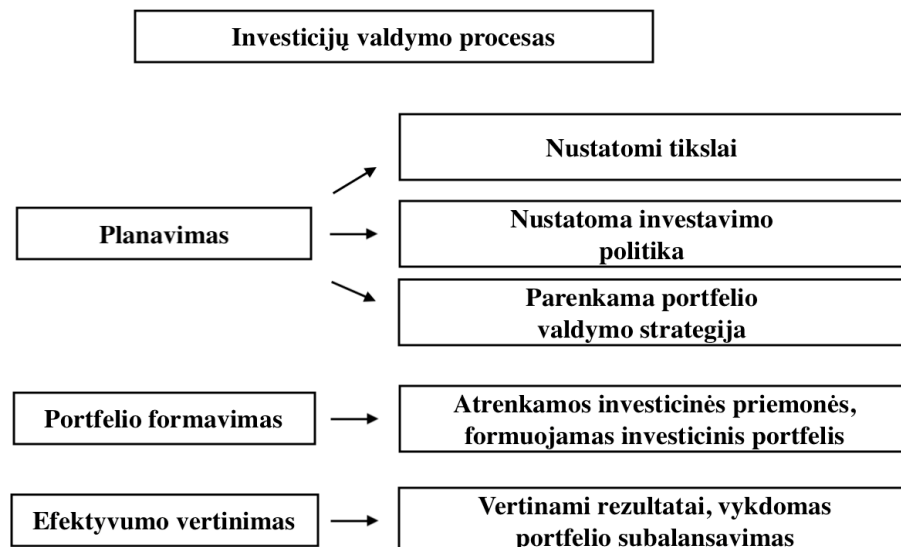 Investicijų valdymo procesas
Nustatomi tikslai
Planavimas
Nustatoma investavimo
politika
Parenkama portfelio
valdymo strategija
Portfelio formavimas
Atrenkamos investicinės priemonės,
formuojamas investicinis portfelis
Efektyvumo vertinimas
Vertinami rezultatai, vykdomas
portfelio subalansavimas